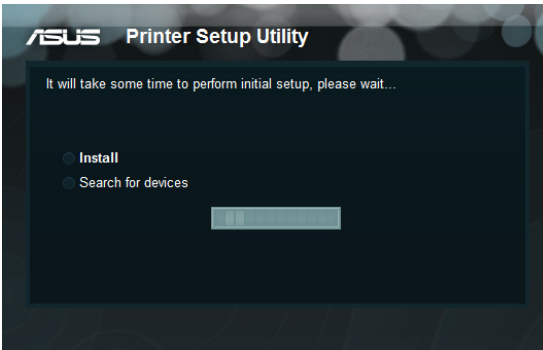 ASUS Printer Setup Utility
It will take some time to perform initial setup, please wait...
Install
Search for devices